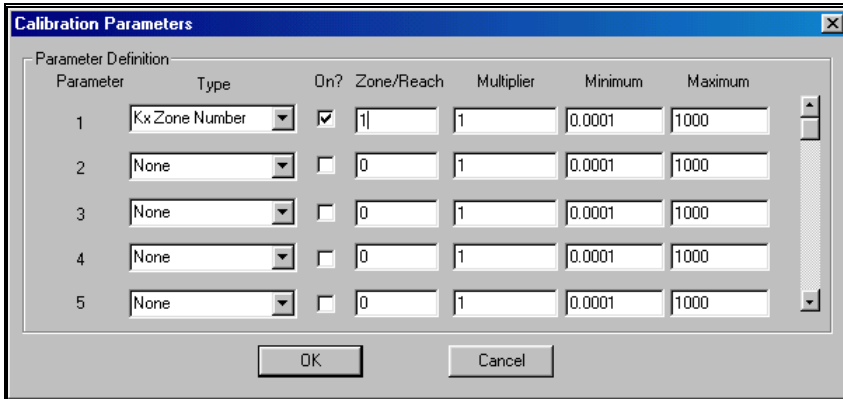 Calibration Parameters
Parameter Definition
Parameter Type On? Zone/Reach Multiplier Minimum Maximum
1 Kx Zone Number 1 1 0.0001 1000
2 None 0 1 0.0001 1000
3 None 0 1 0.0001 1000
4 None 0 1 0.0001 1000
5 None 0 1 0.0001 1000
OK Cancel